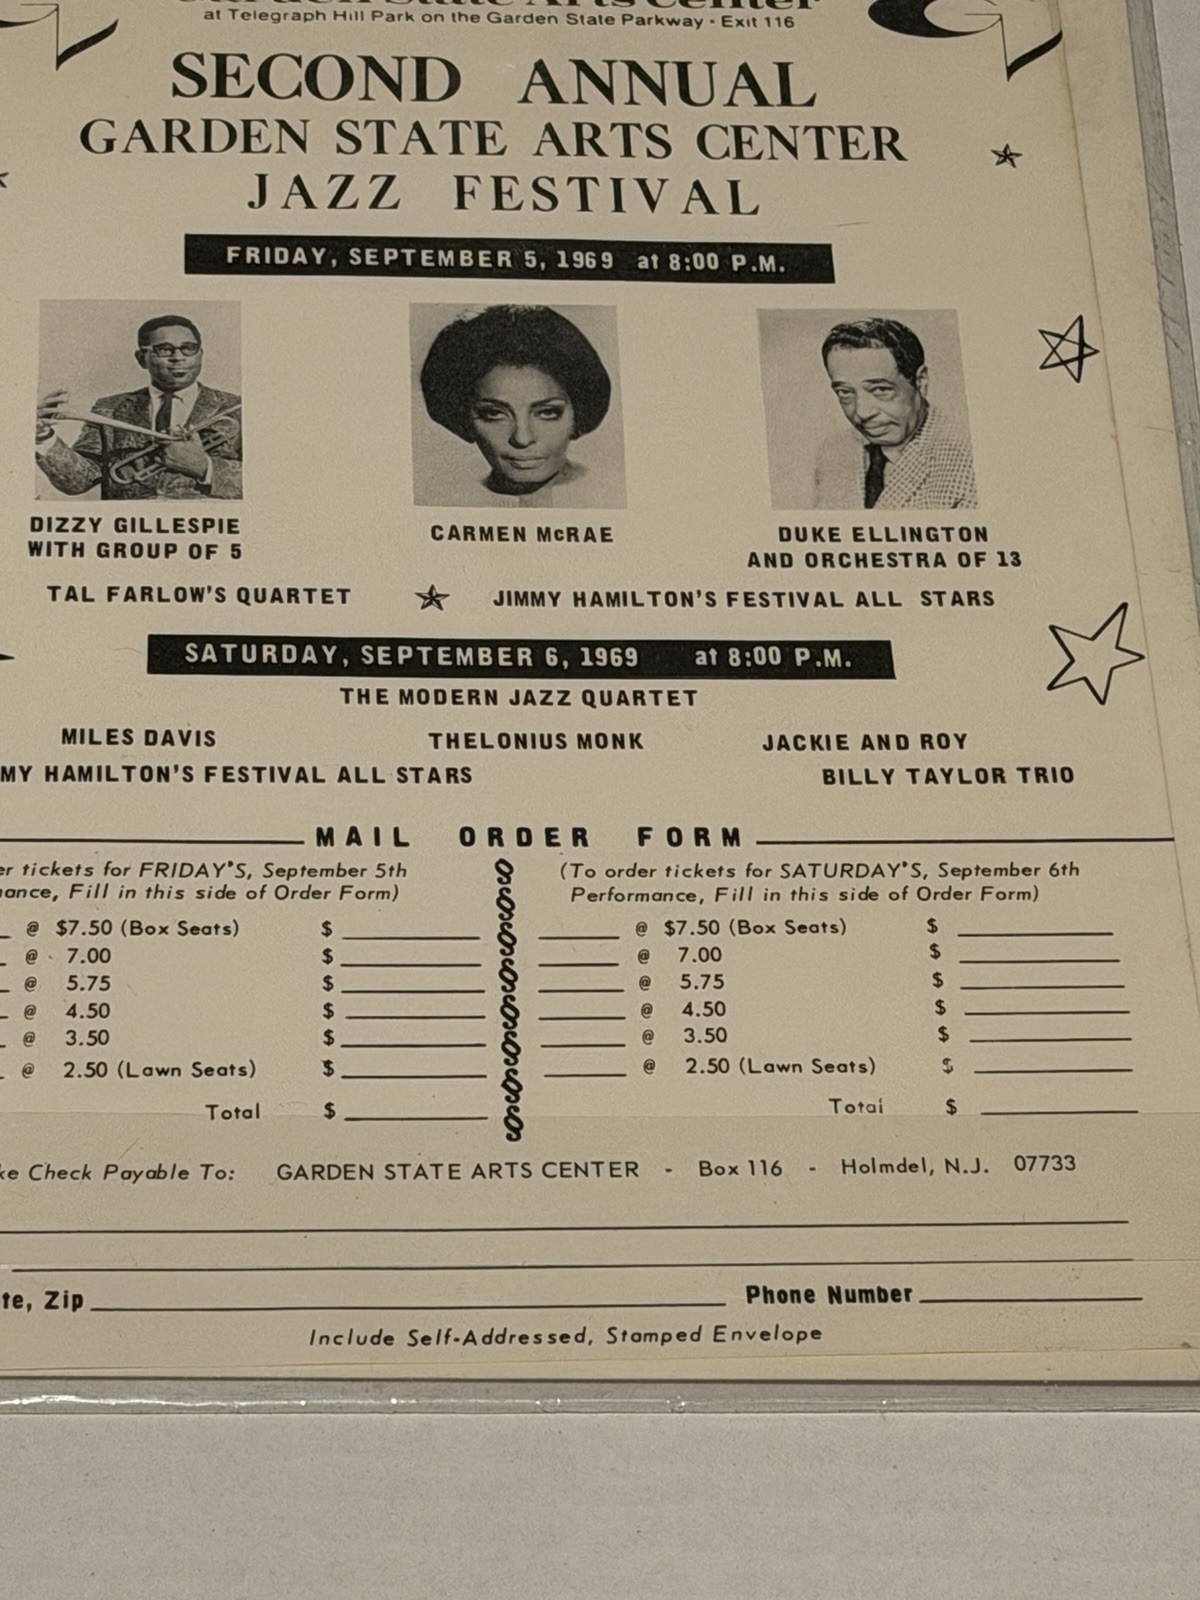 Garden State Arts Center
at Telegraph Hill Park on the Garden State Parkway · Exit 116
SECOND ANNUAL
GARDEN STATE ARTS CENTER
JAZZ FESTIVAL
FRIDAY, SEPTEMBER 5, 1969 at 8:00 P.M.
DIZZY GILLESPIE
WITH GROUP OF 5
CARMEN McRAE
DUKE ELLINGTON
AND ORCHESTRA OF 13
TAL FARLOW'S QUARTET JIMMY HAMILTON'S FESTIVAL ALL STARS
SATURDAY, SEPTEMBER 6, 1969 at 8:00 P.M.
THE MODERN JAZZ QUARTET
MILES DAVIS THELONIUS MONK JACKIE AND ROY
MY HAMILTON'S FESTIVAL ALL STARS BILLY TAYLOR TRIO
MAIL ORDER FORM
er tickets for FRIDAY'S, September 5th
mance, Fill in this side of Order Form)
@ $7.50 (Box Seats) $
@ 7.00 $
@ 5.75 $
@ 4.50 $
@ 3.50 $
@ 2.50 (Lawn Seats) $
Total $
(To order tickets for SATURDAY'S, September 6th
Performance, Fill in this side of Order Form)
@ $7.50 (Box Seats) $
@ 7.00 $
@ 5.75 $
@ 4.50 $
@ 3.50 $
@ 2.50 (Lawn Seats) $
Total $
ke Check Payable To: GARDEN STATE ARTS CENTER - Box 116 - Holmdel, N.J. 07733
te, Zip Phone Number
Include Self-Addressed, Stamped Envelope